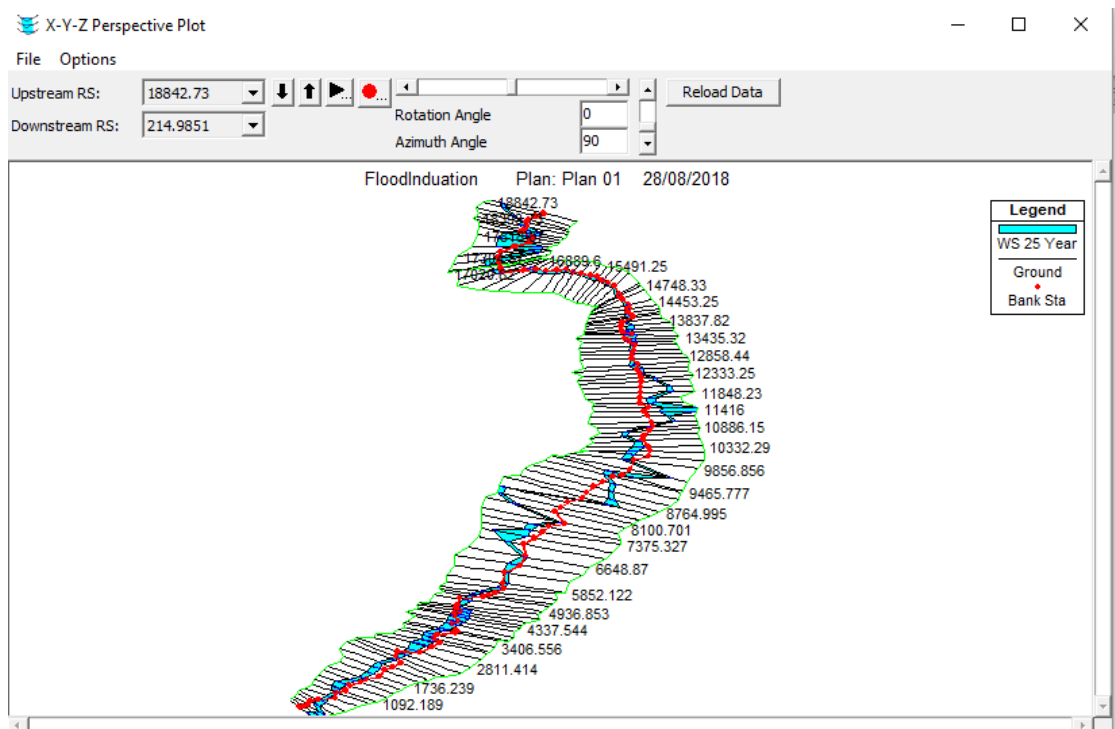 X-Y-Z Perspective Plot
File Options
Upstream RS: 18842.73
Downstream RS: 214.9851
Rotation Angle 0
Azimuth Angle 90
Reload Data
FloodInduation Plan: Plan 01 28/08/2018
Legend
WS 25 Year
Ground
Bank Sta
18842.73
16889.6
15491.25
14748.33
14453.25
13837.82
13435.32
12858.44
12333.25
11848.23
11416
10886.15
10332.29
9856.856
9465.777
8764.995
8100.701
7375.327
6648.87
5852.122
4936.853
4337.544
3406.556
2811.414
1736.239
1092.189